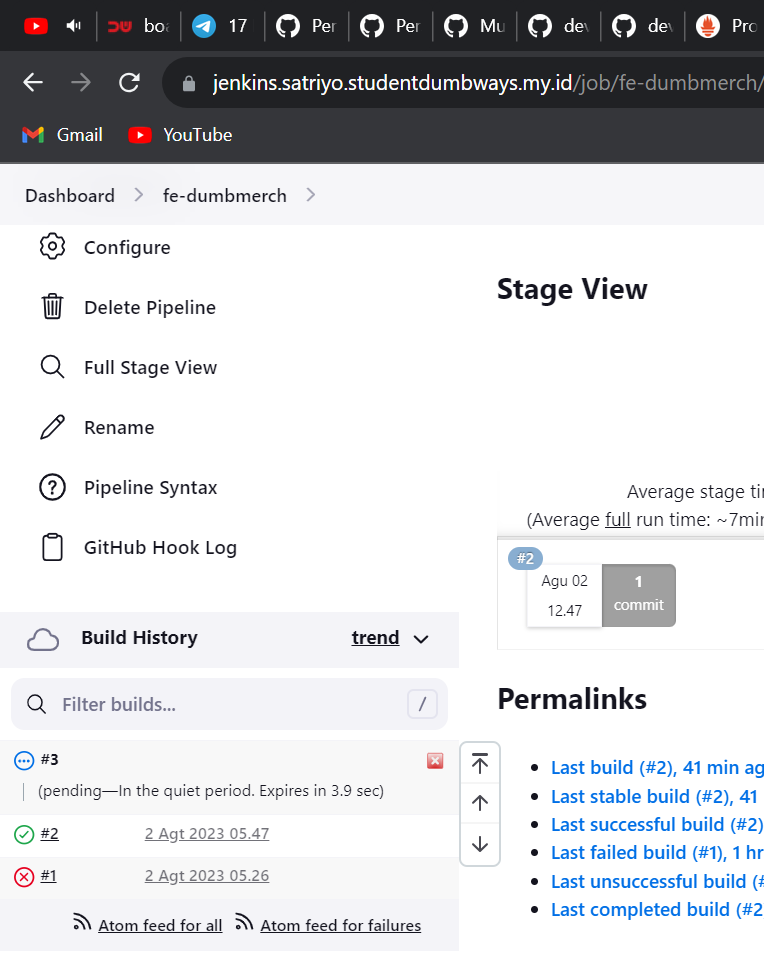 boa 17 Per Per Mu dev dev Pro
jenkins.satriyo.studentdumbways.my.id/job/fe-dumbmerch/
Gmail YouTube
Dashboard fe-dumbmerch
Configure
Delete Pipeline
Full Stage View
Rename
Pipeline Syntax
GitHub Hook Log
Build History trend
Filter builds... /
#3
(pending—In the quiet period. Expires in 3.9 sec)
#2 2 Agt 2023 05.47
#1 2 Agt 2023 05.26
Atom feed for all Atom feed for failures
Stage View
Average stage tim
(Average full run time: ~7min
#2
Agu 02
12.47
1
commit
Permalinks
Last build (#2), 41 min ag
Last stable build (#2), 41
Last successful build (#2)
Last failed build (#1), 1 hr
Last unsuccessful build (#
Last completed build (#2